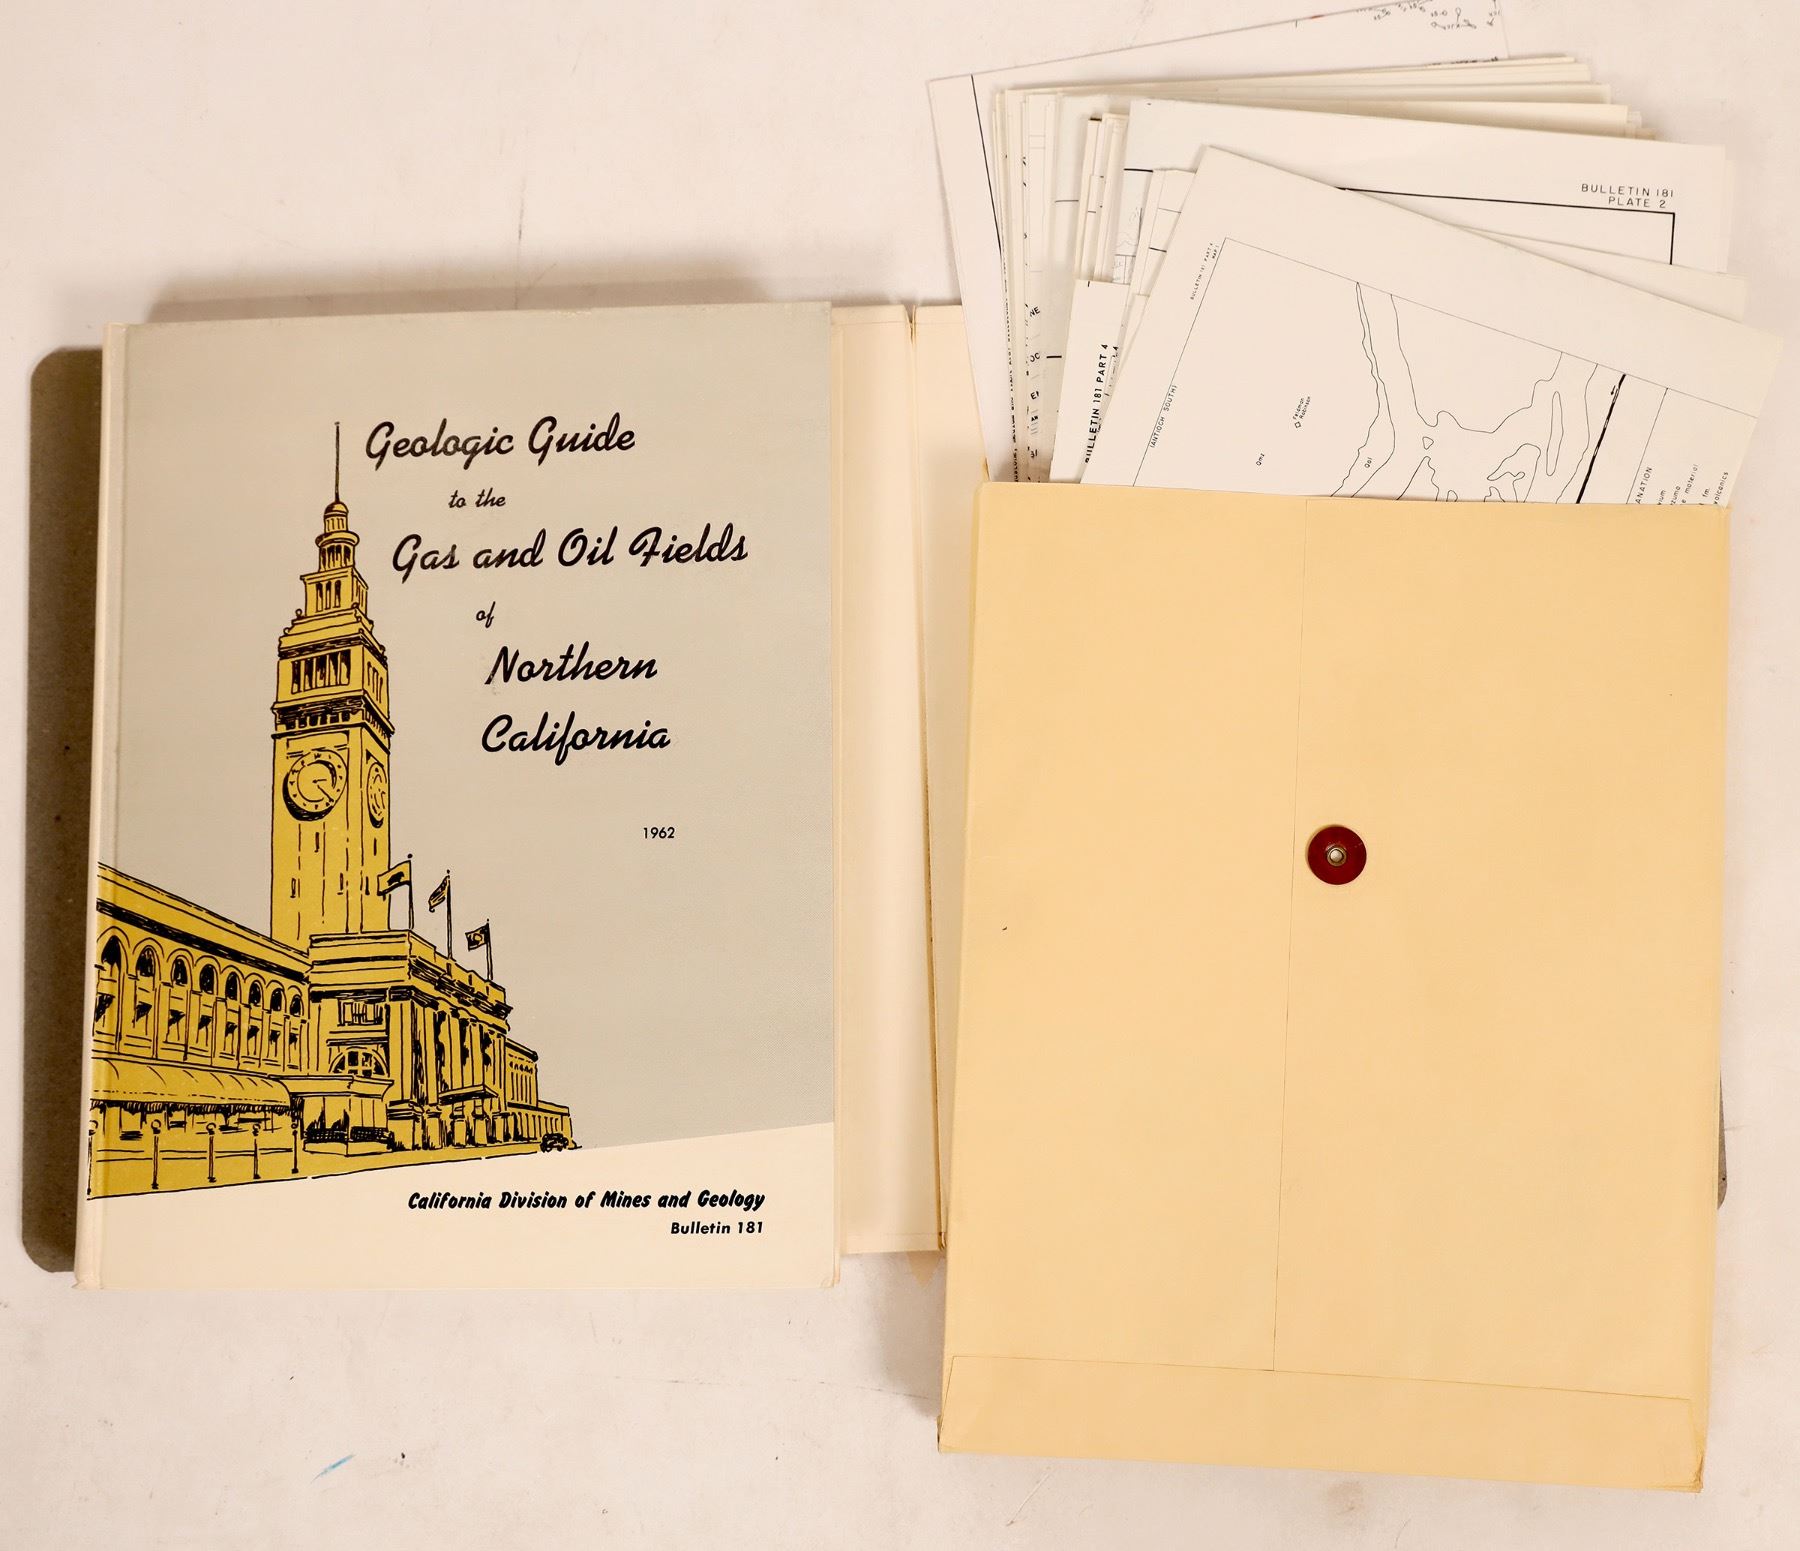 Geologic Guide
to the
Gas and Oil Fields
of
Northern
California
1962
California Division of Mines and Geology
Bulletin 181
BULLETIN 181
PLATE 2
BULLETIN 181 PART 4
(ANTIOCH SOUTH)
Qal